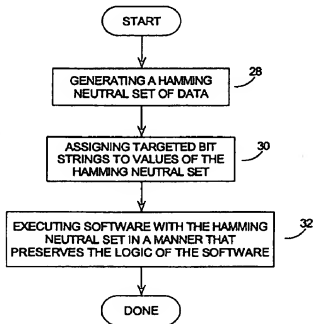 START
GENERATING A HAMMING
NEUTRAL SET OF DATA
28
ASSIGNING TARGETED BIT
STRINGS TO VALUES OF THE
HAMMING NEUTRAL SET
30
EXECUTING SOFTWARE WITH THE HAMMING
NEUTRAL SET IN A MANNER THAT
PRESERVES THE LOGIC OF THE SOFTWARE
32
DONE